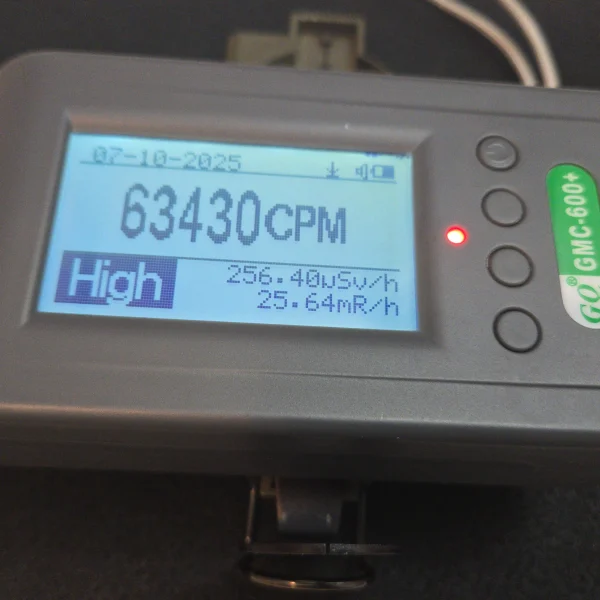 07-10-2025
63430CPM
High
256.40µSv/h
25.64mR/h
GQ® GMC-600+